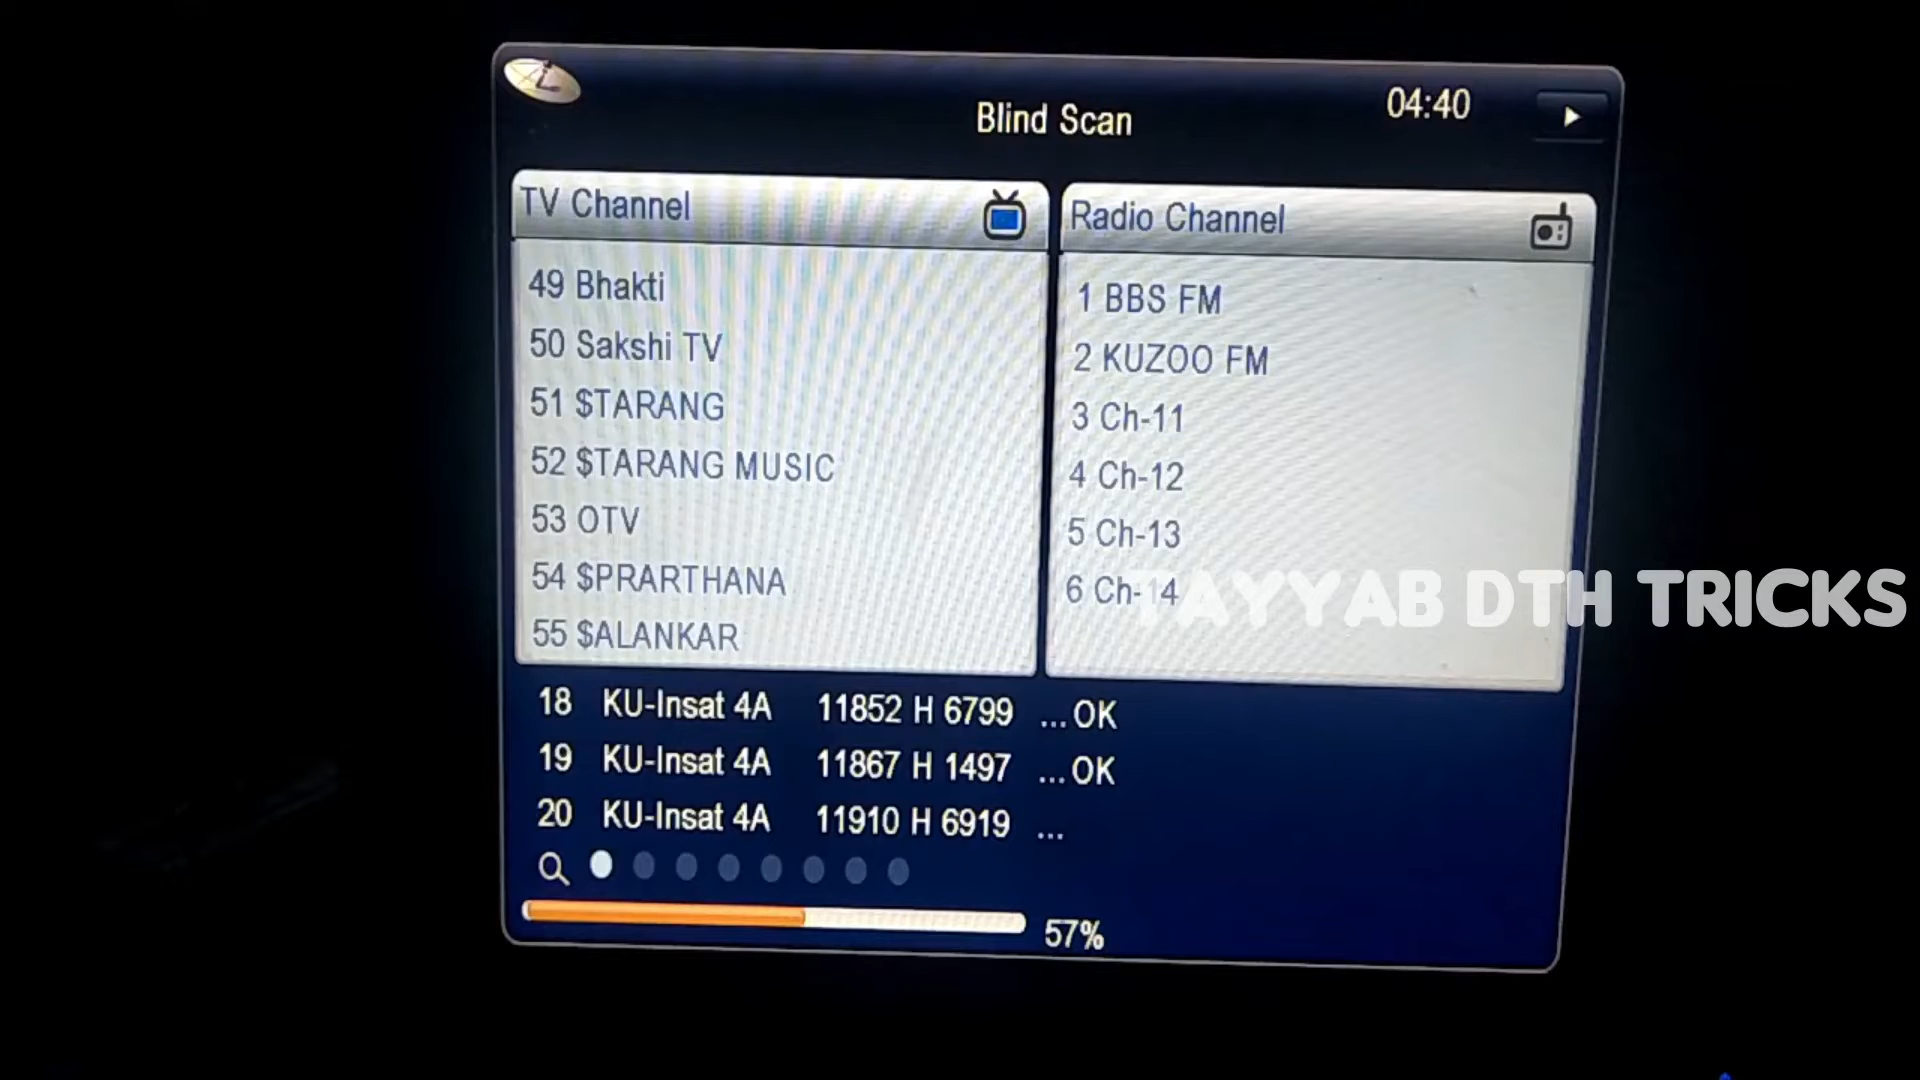 Blind Scan
04:40
TV Channel
49 Bhakti
50 Sakshi TV
51 $TARANG
52 $TARANG MUSIC
53 OTV
54 $PRARTHANA
55 $ALANKAR
Radio Channel
1 BBS FM
2 KUZOO FM
3 Ch-11
4 Ch-12
5 Ch-13
6 Ch-14
TAYYAB DTH TRICKS
18 KU-Insat 4A 11852 H 6799 ...OK
19 KU-Insat 4A 11867 H 1497 ...OK
20 KU-Insat 4A 11910 H 6919 ...
57%